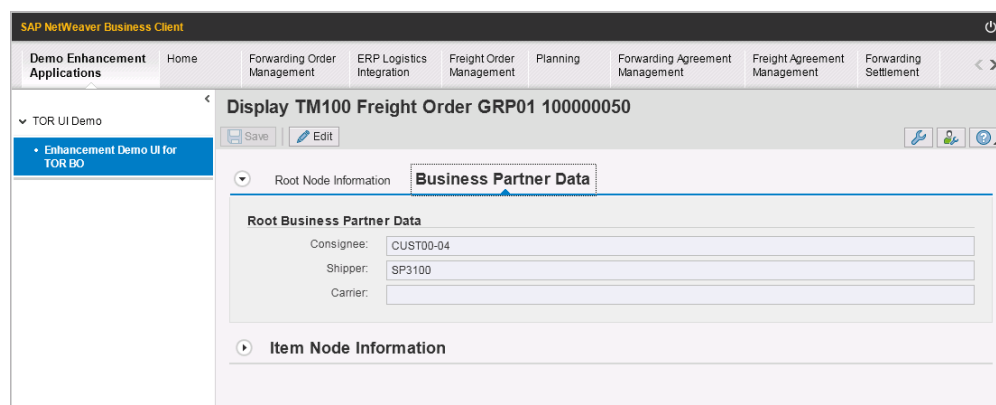 SAP NetWeaver Business Client
Demo Enhancement Applications
Home
Forwarding Order Management
ERP Logistics Integration
Freight Order Management
Planning
Forwarding Agreement Management
Freight Agreement Management
Forwarding Settlement
TOR UI Demo
Enhancement Demo UI for TOR BO
Display TM100 Freight Order GRP01 100000050
Save
Edit
Root Node Information
Business Partner Data
Root Business Partner Data
Consignee: CUST00-04
Shipper: SP3100
Carrier:
Item Node Information